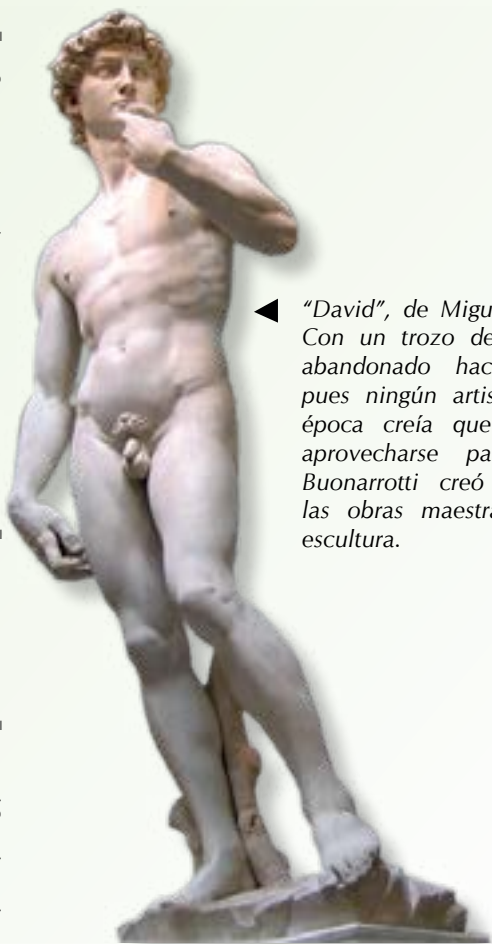 “David”, de Migu
Con un trozo de
abandonado hac
pues ningún artis
época creía que
aprovecharse pa
Buonarrotti creó
las obras maestra
escultura.